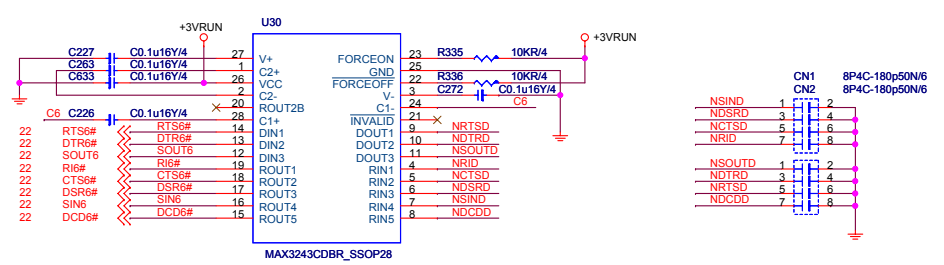 U30
+3VRUN
+3VRUN
C227 C0.1u16Y/4 27 V+ FORCEON 23 R335 10KR/4
C263 C0.1u16Y/4 1 C2+ GND 25
C633 C0.1u16Y/4 26 VCC FORCEOFF 22 R336 10KR/4
2 C2- V- 3 C272 C0.1u16Y/4
20 ROUT2B C1- 24 C6
C6 C226 C0.1u16Y/4 28 C1+ INVALID 21
22 RTS6# RTS6# 14 DIN1 DOUT1 9 NRTSD
22 DTR6# DTR6# 13 DIN2 DOUT2 10 NDTRD
22 SOUT6 SOUT6 12 DIN3 DOUT3 11 NSOUTD
22 RI6# RI6# 19 ROUT1 RIN1 4 NRID
22 CTS6# CTS6# 18 ROUT2 RIN2 5 NCTSD
22 DSR6# DSR6# 17 ROUT3 RIN3 6 NDSRD
22 SIN6 SIN6 16 ROUT4 RIN4 7 NSIND
22 DCD6# DCD6# 15 ROUT5 RIN5 8 NDCDD
MAX3243CDBR_SSOP28
CN1 8P4C-180p50N/6
CN2 8P4C-180p50N/6
NSIND 1 2
NDSRD 3 4
NCTSD 5 6
NRID 7 8
NSOUTD 1 2
NDTRD 3 4
NRTSD 5 6
NDCDD 7 8